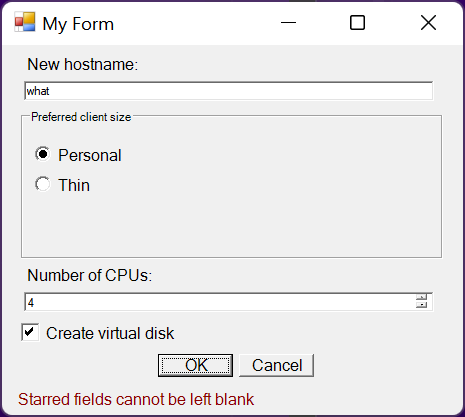 My Form
New hostname:
what
Preferred client size
Personal
Thin
Number of CPUs:
4
Create virtual disk
OK Cancel
Starred fields cannot be left blank